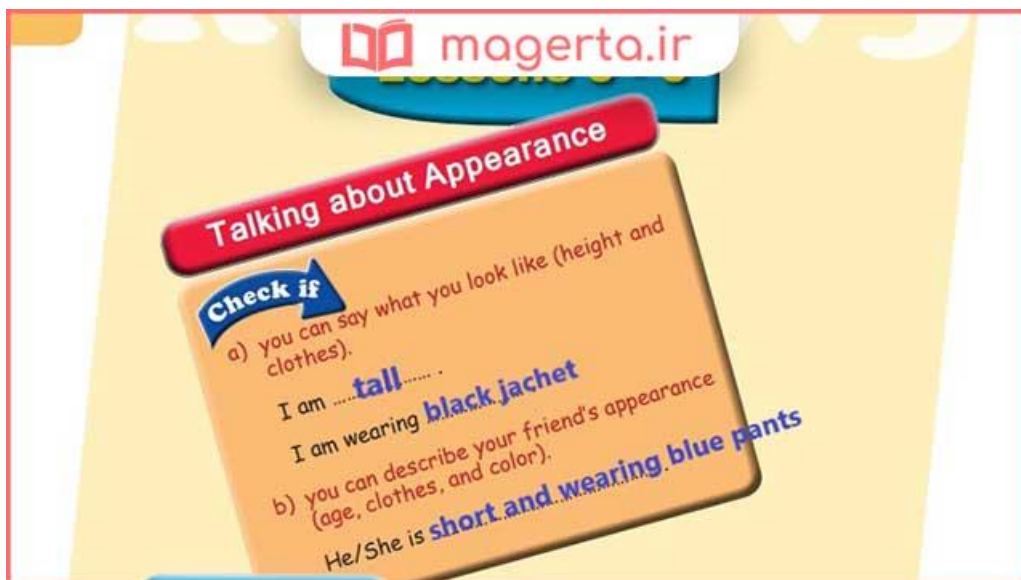 magerta.ir
Talking about Appearance
Check if
a) you can say what you look like (height and
clothes).
I am .....tall...... .
I am wearing black jachet
b) you can describe your friend's appearance
(age, clothes, and color).
He/She is short and wearing blue pants